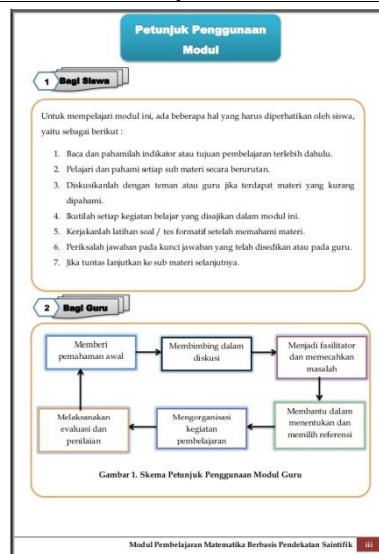 Petunjuk Penggunaan
Modul
1 Bagi Siswa
Untuk mempelajari modul ini, ada beberapa hal yang harus diperhatikan oleh siswa,
yaitu sebagai berikut :
1. Baca dan pahamilah indikator atau tujuan pembelajaran terlebih dahulu.
2. Pelajari dan pahami setiap sub materi secara berurutan.
3. Diskusikanlah dengan teman atau guru jika terdapat materi yang kurang
dipahami.
4. Ikutilah setiap kegiatan belajar yang disajikan dalam modul ini.
5. Kerjakanlah latihan soal / tes formatif setelah memahami materi.
6. Periksalah jawaban pada kunci jawaban yang telah disedikan atau pada guru.
7. Jika tuntas lanjutkan ke sub materi selanjutnya.
2 Bagi Guru
Memberi
pemahaman awal
Membimbing dalam
diskusi
Menjadi fasilitator
dan memecahkan
masalah
Membantu dalam
menentukan dan
memilih referensi
Mengorganisasi
kegiatan
pembelajaran
Melaksanakan
evaluasi dan
penilaian
Gambar 1. Skema Petunjuk Penggunaan Modul Guru
Modul Pembelajaran Matematika Berbasis Pendekatan Saintifik iii